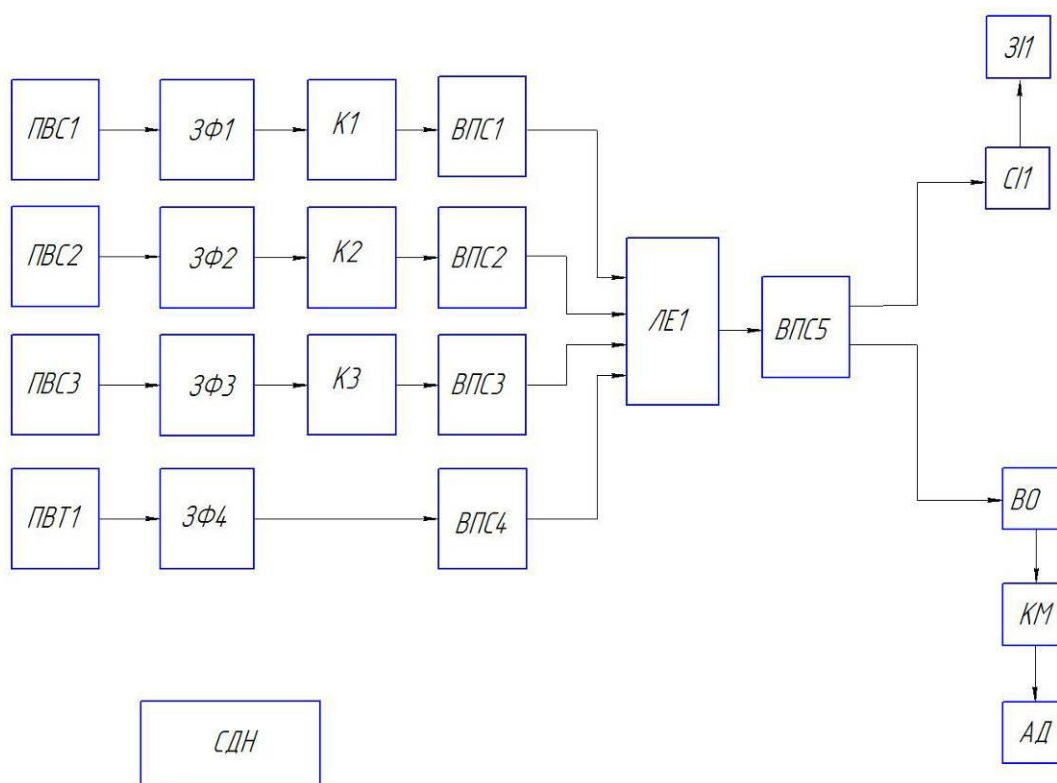 ЗІ1
ПВС1 ЗФ1 К1 ВПС1
СІ1
ПВС2 ЗФ2 К2 ВПС2
ЛЕ1 ВПС5
ПВС3 ЗФ3 К3 ВПС3
ПВТ1 ЗФ4 ВПС4 ВО
КМ
СДН АД